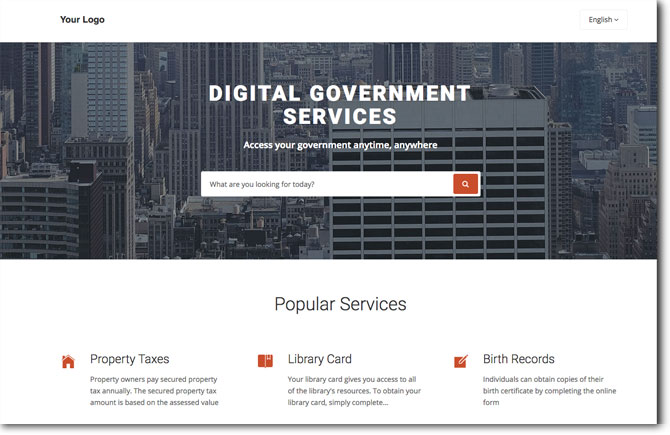 Your Logo
English
DIGITAL GOVERNMENT
SERVICES
Access your government anytime, anywhere
What are you looking for today?
Popular Services
Property Taxes
Property owners pay secured property
tax annually. The secured property tax
amount is based on the assessed value
Library Card
Your library card gives you access to all
of the library's resources. To obtain your
library card, simply complete...
Birth Records
Individuals can obtain copies of their
birth certificate by completing the online
form